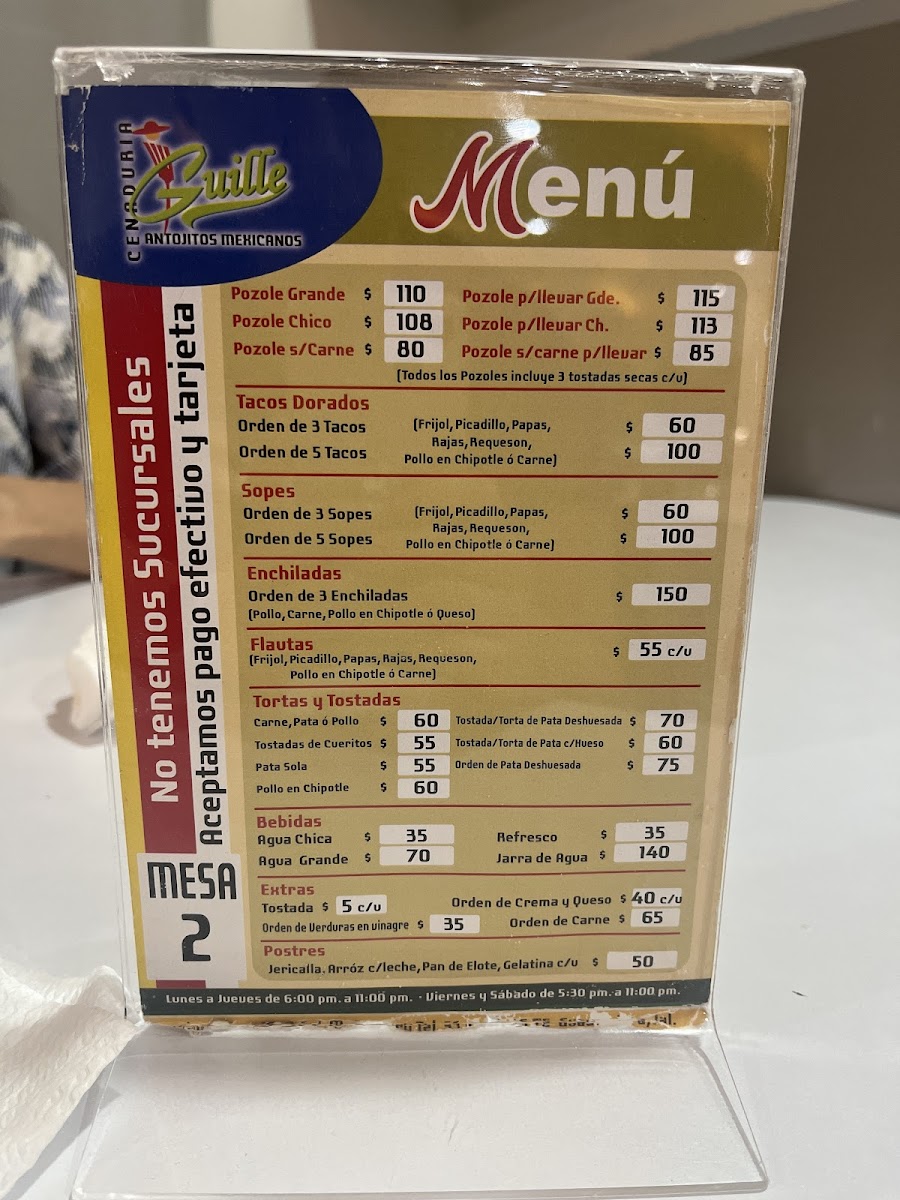 CENADURIA
Guille
ANTOJITOS MEXICANOS
Menú
No tenemos Sucursales
Aceptamos pago efectivo y tarjeta
MESA
2
Pozole Grande $ 110 Pozole p/llevar Gde. $ 115
Pozole Chico $ 108 Pozole p/llevar Ch. $ 113
Pozole s/Carne $ 80 Pozole s/carne p/llevar $ 85
(Todos los Pozoles incluye 3 tostadas secas c/u)
Tacos Dorados
Orden de 3 Tacos (Frijol, Picadillo, Papas, $ 60
Rajas, Requeson,
Orden de 5 Tacos Pollo en Chipotle ó Carne) $ 100
Sopes
Orden de 3 Sopes (Frijol, Picadillo, Papas, $ 60
Rajas, Requeson,
Orden de 5 Sopes Pollo en Chipotle ó Carne) $ 100
Enchiladas
Orden de 3 Enchiladas $ 150
(Pollo, Carne, Pollo en Chipotle ó Queso)
Flautas $ 55 c/u
(Frijol, Picadillo, Papas, Rajas, Requeson,
Pollo en Chipotle ó Carne)
Tortas y Tostadas
Carne, Pata ó Pollo $ 60 Tostada/Torta de Pata Deshuesada $ 70
Tostadas de Cueritos $ 55 Tostada/Torta de Pata c/Hueso $ 60
Pata Sola $ 55 Orden de Pata Deshuesada $ 75
Pollo en Chipotle $ 60
Bebidas
Agua Chica $ 35 Refresco $ 35
Agua Grande $ 70 Jarra de Agua $ 140
Extras
Tostada $ 5 c/u Orden de Crema y Queso $ 40 c/u
Orden de Verduras en vinagre $ 35 Orden de Carne $ 65
Postres
Jericalla, Arróz c/leche, Pan de Elote, Gelatina c/u $ 50
Lunes a Jueves de 6:00 pm. a 11:00 pm. - Viernes y Sábado de 5:30 pm. a 11:00 pm.